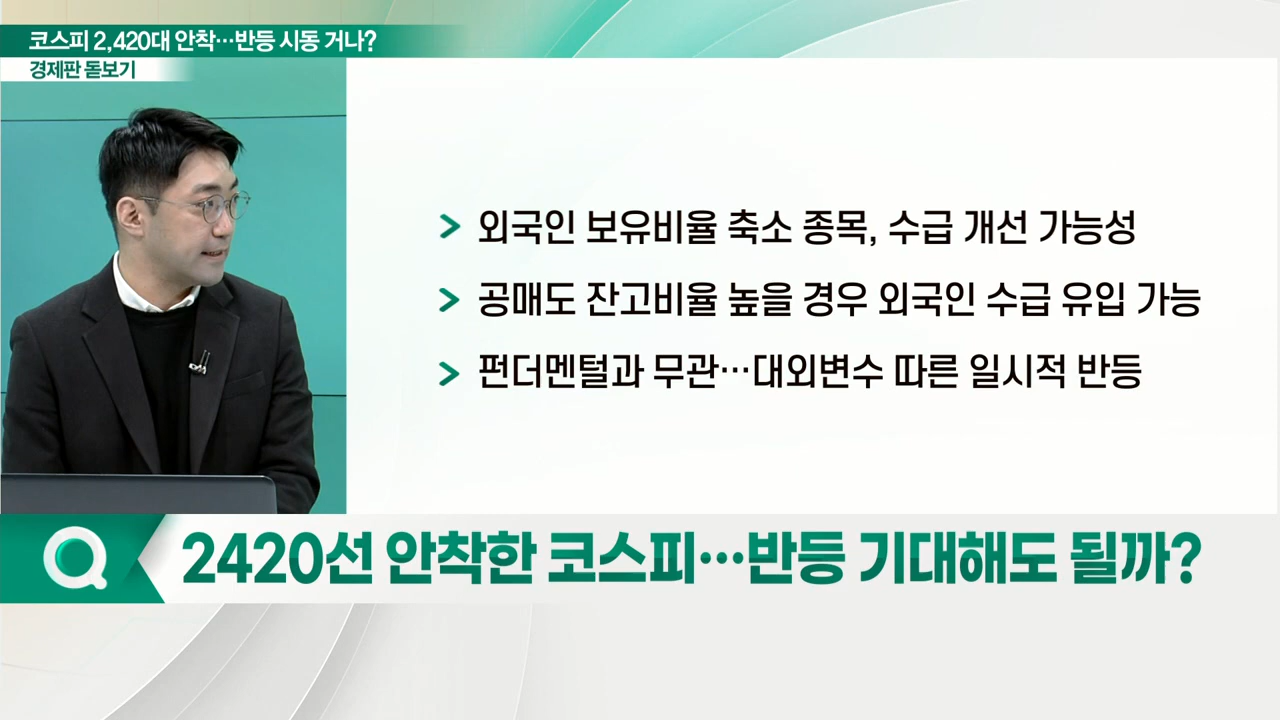 코스피 2,420대 안착…반등 시동 거나?
경제판 돋보기
> 외국인 보유비율 축소 종목, 수급 개선 가능성
> 공매도 잔고비율 높을 경우 외국인 수급 유입 가능
> 펀더멘털과 무관…대외변수 따른 일시적 반등
Q 2420선 안착한 코스피…반등 기대해도 될까?